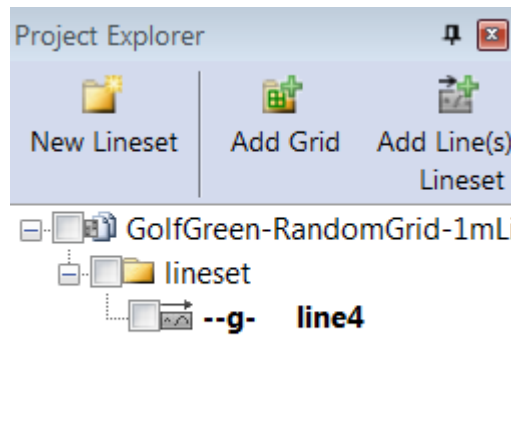 Project Explorer
New Lineset Add Grid Add Line(s)
Lineset
GolfGreen-RandomGrid-1mLi
lineset
--g- line4